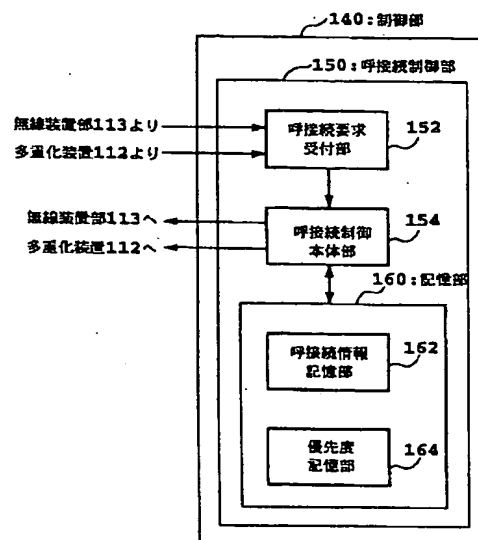 140:制御部
150:呼接続制御部
無線装置部113より
多重化装置112より
呼接続要求
受付部
152
無線装置部113へ
多重化装置112へ
呼接続制御
本体部
154
160:記憶部
呼接続情報
記憶部
162
優先度
記憶部
164